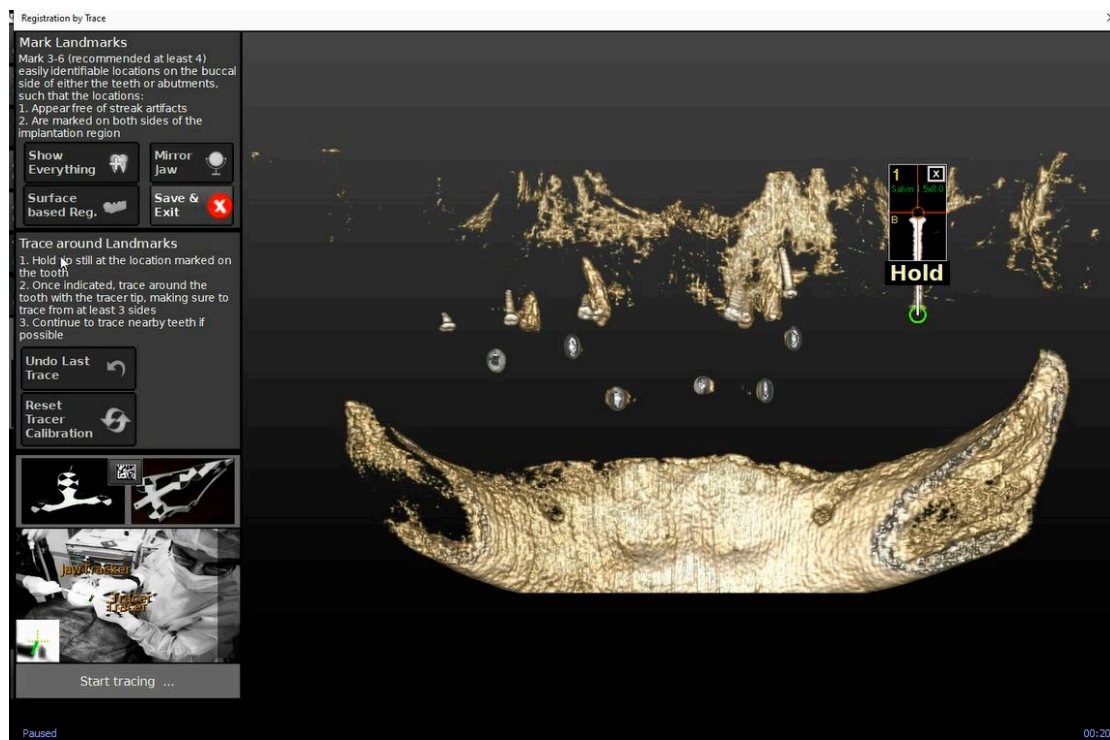 Registration by Trace
Mark Landmarks
Mark 3-6 (recommended at least 4)
easily identifiable locations on the buccal
side of either the teeth or abutments,
such that the locations:
1. Appear free of streak artifacts
2. Are marked on both sides of the
implantation region
Show
Everything
Mirror
Jaw
Surface
based Reg.
Save &
Exit
Trace around Landmarks
1. Hold still at the location marked on
the tooth
2. Once indicated, trace around the
tooth with the tracer tip, making sure to
trace from at least 3 sides
3. Continue to trace nearby teeth if
possible
Undo Last
Trace
Reset
Tracer
Calibration
Jaw Tracker
Tracer
Start tracing ...
Paused
1
X
Salvin
B
Hold
00:20